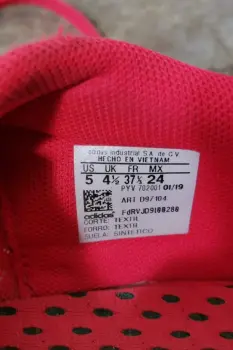 adidas Industrial S.A. de C.V.
HECHO EN VIETNAM
US UK FR MX
5 4½ 37⅓ 24
PYV 702001 01/19
ART D97104
adidas
CORTE: TEXTIL
FORRO: TEXTIL
SUELA: SINTETICO